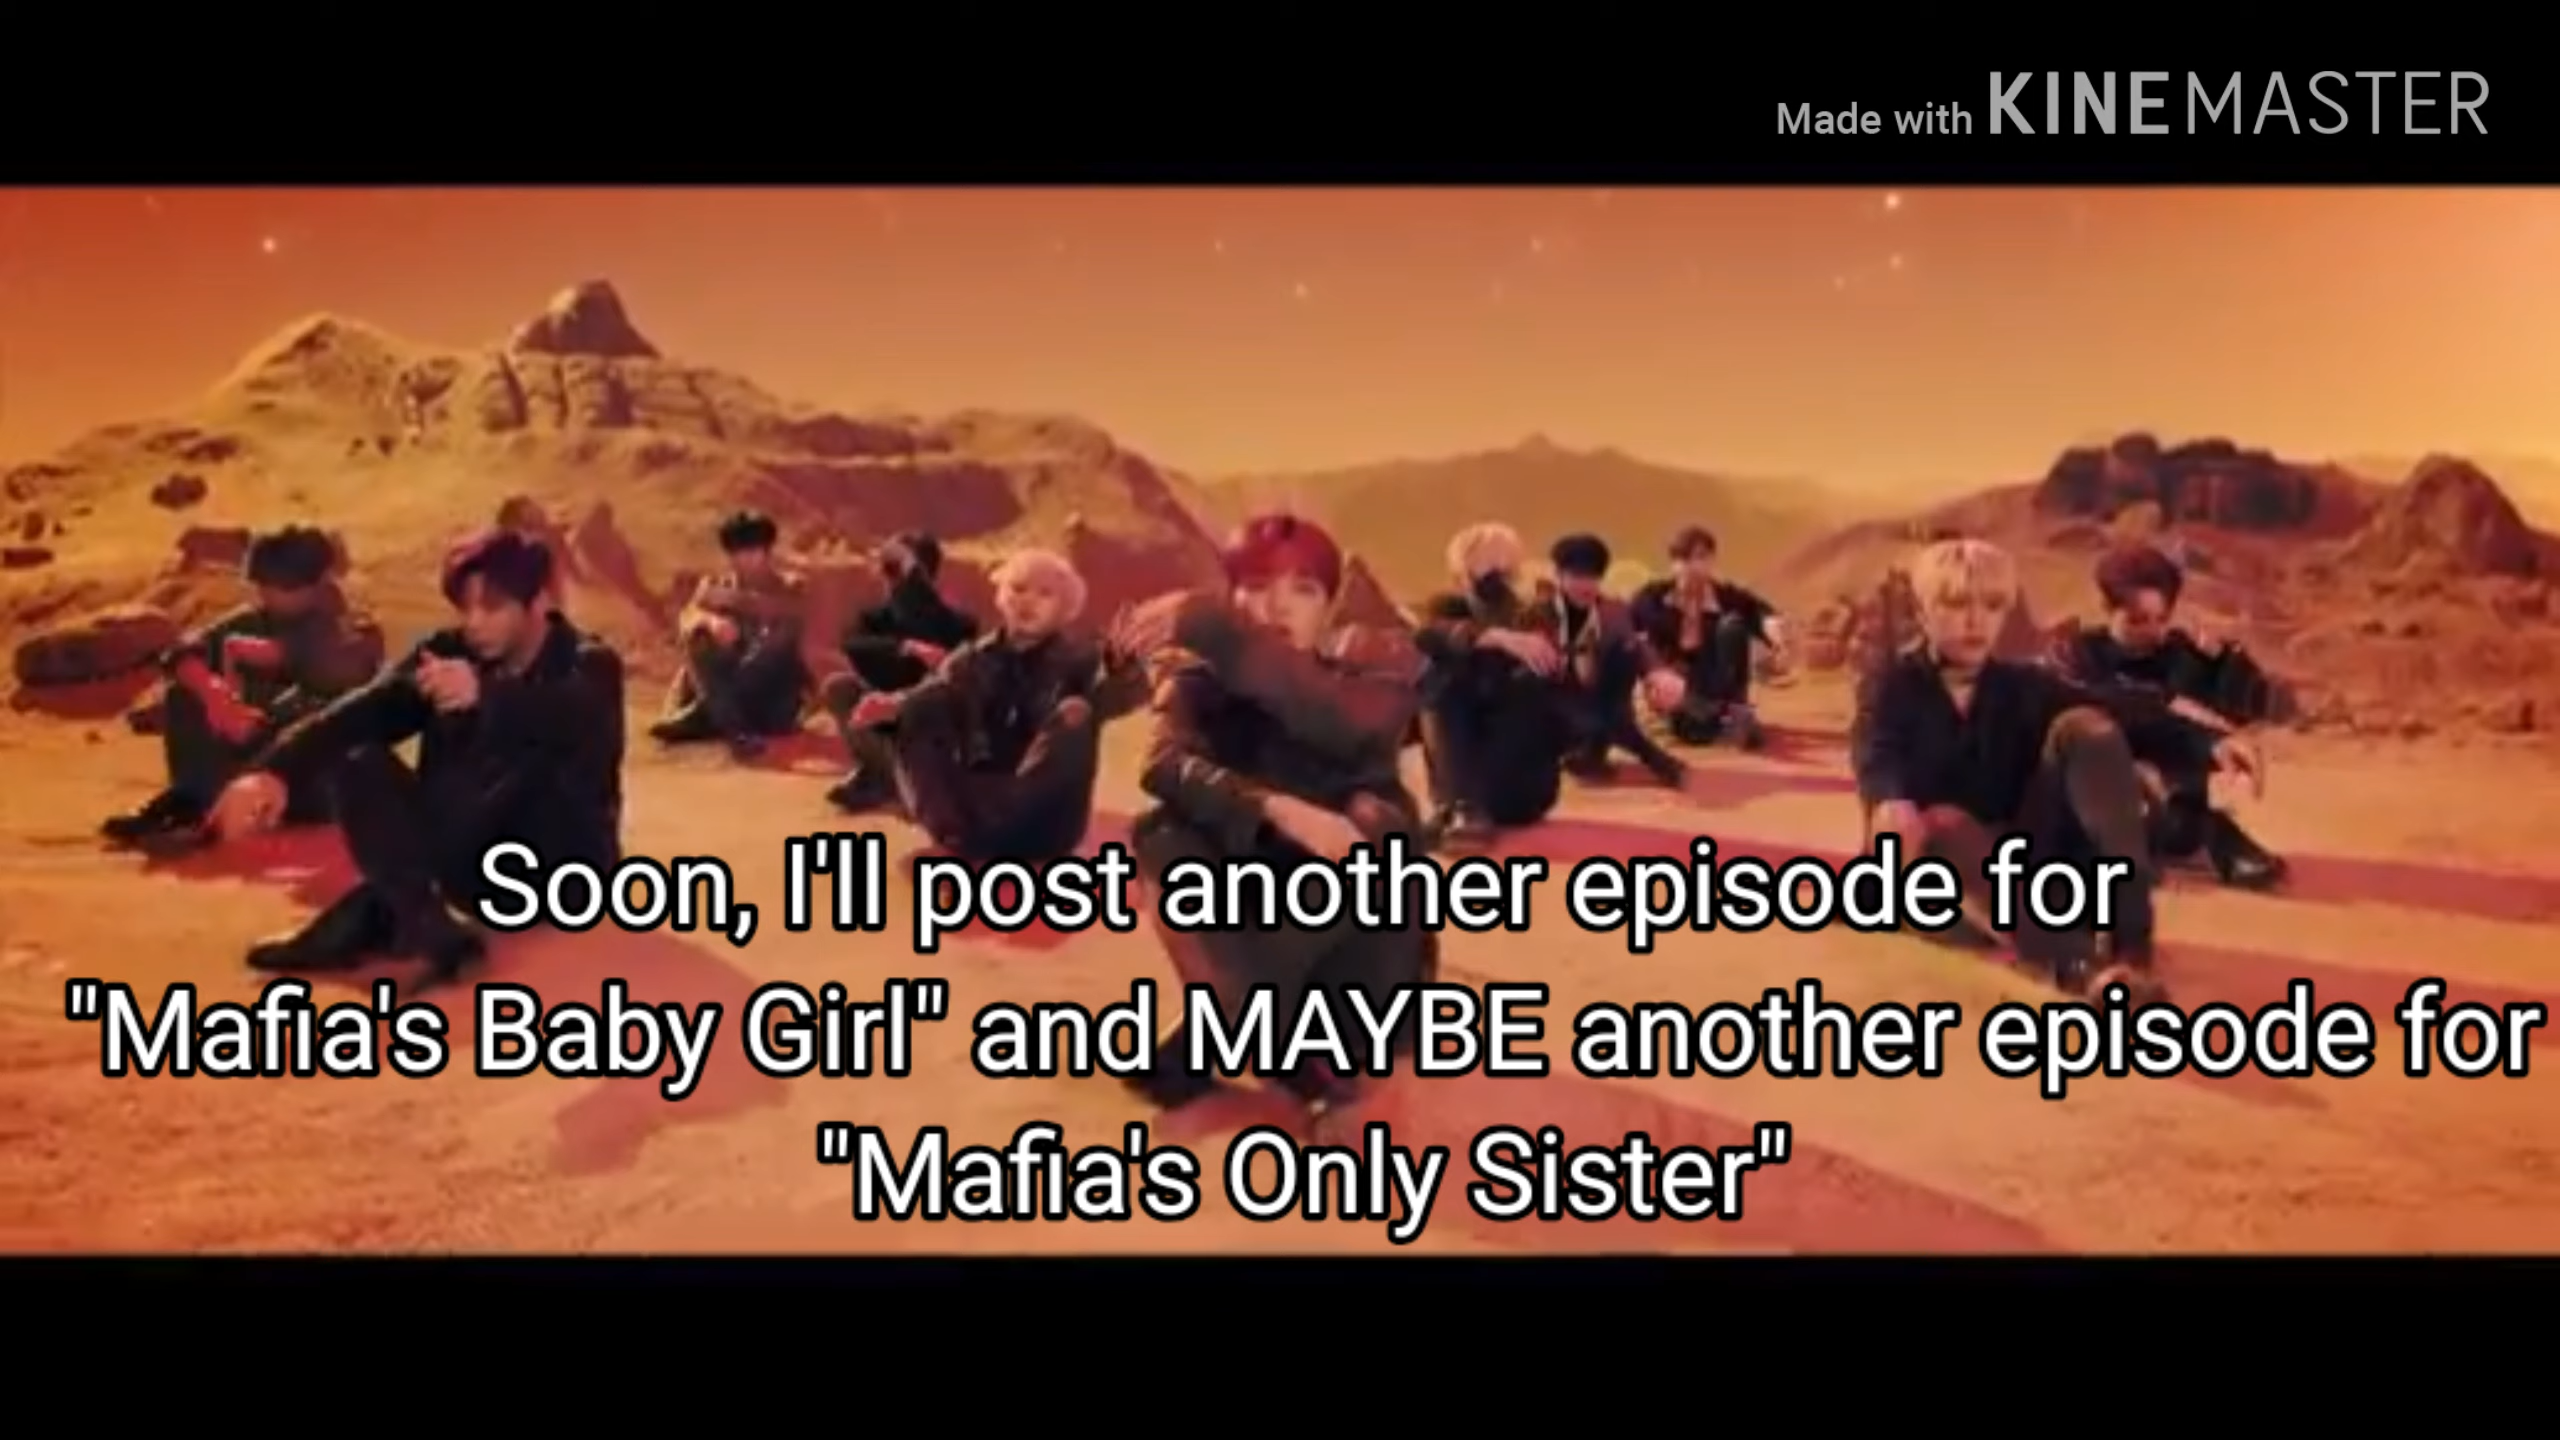 Made with KINEMASTER
Soon, I'll post another episode for
"Mafia's Baby Girl" and MAYBE another episode for
"Mafia's Only Sister"